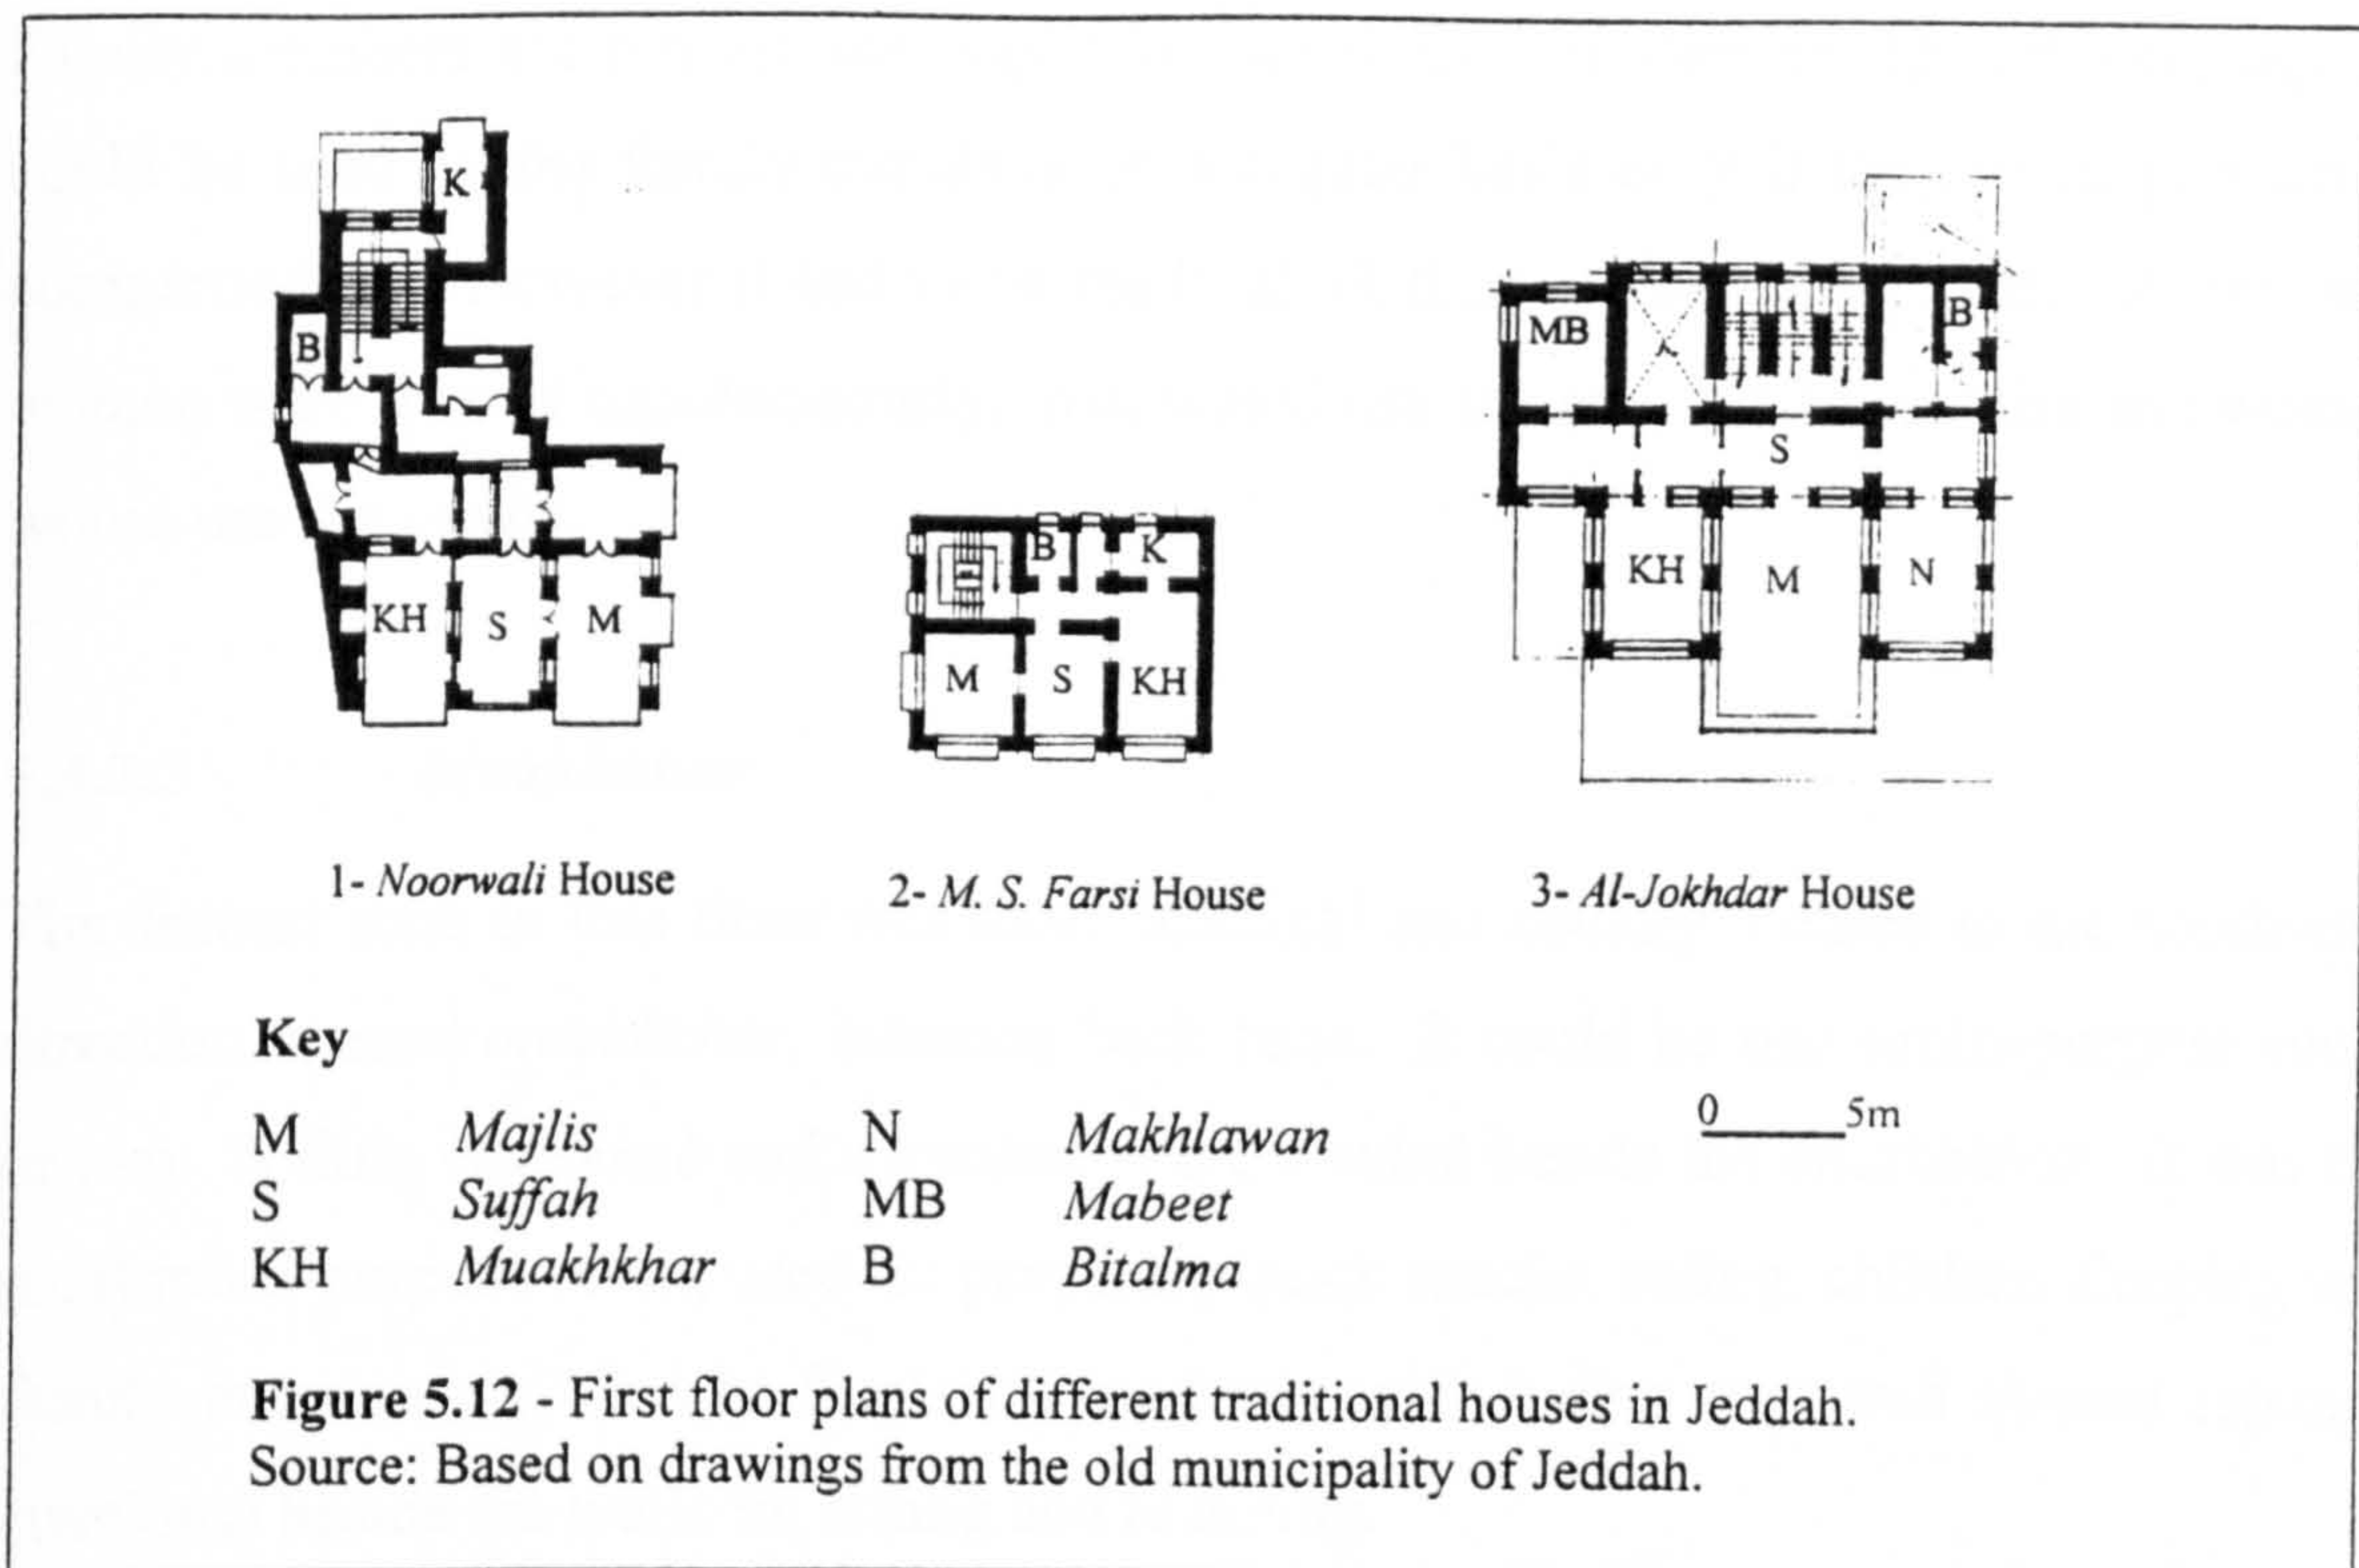 K
B
KH S M
B K
M S KH
MB B
S
KH M N
1- Noorwali House
2- M. S. Farsi House
3- Al-Jokhdar House
Key
M Majlis N Makhlawan
S Suffah MB Mabeet
KH Muakhkhar B Bitalma
0 5m
Figure 5.12 - First floor plans of different traditional houses in Jeddah.
Source: Based on drawings from the old municipality of Jeddah.